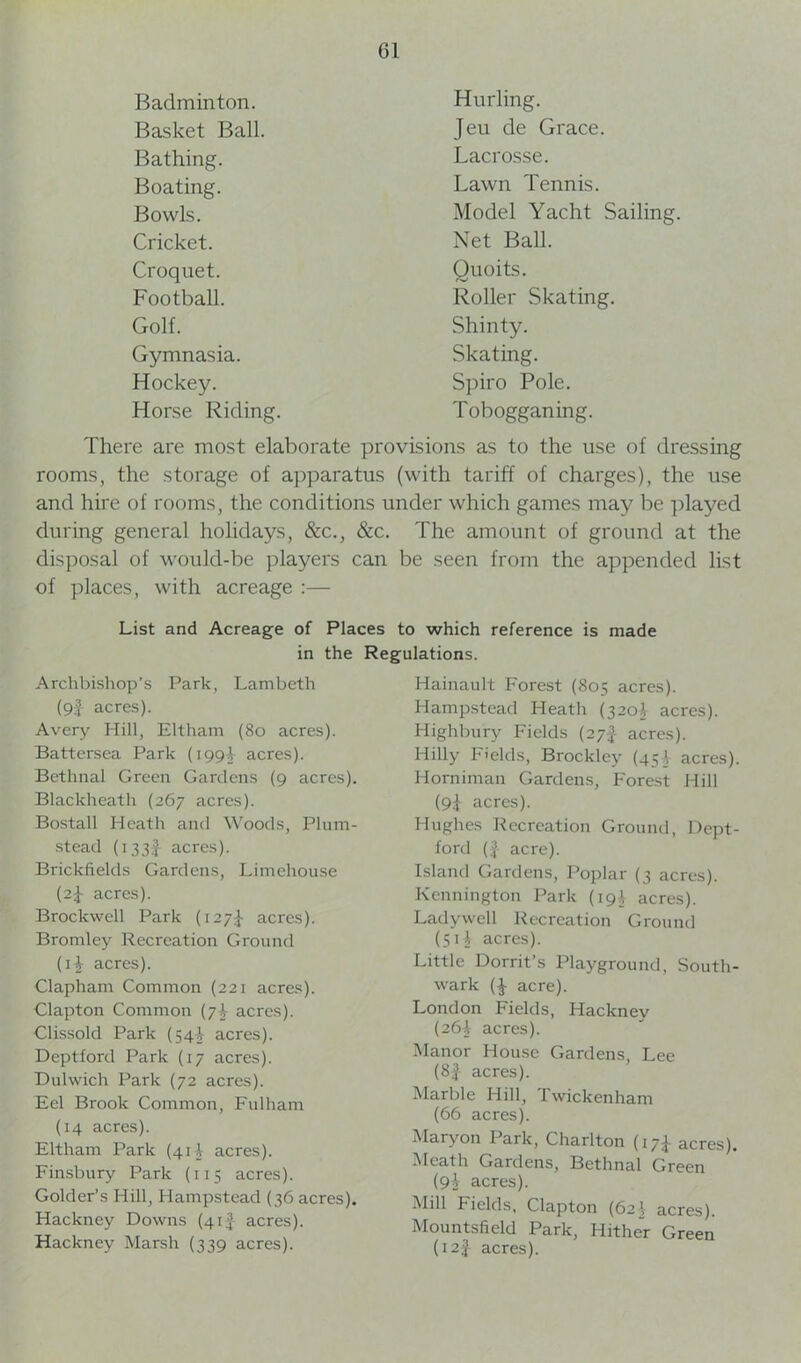 61
Badminton.
Basket Ball.
Bathing.
Boating.
Bowls.
Cricket.
Croquet.
Football.
Golf.
Gymnasia.
Hockey.
Horse Riding.
Hurling.
Jeu de Grace.
Lacrosse.
Lawn Tennis.
Model Yacht Sailing.
Net Ball.
Quoits.
Roller Skating.
Shinty.
Skating.
Spiro Pole.
Tobogganing.
There are most elaborate provisions as to the use of dressing
rooms, the storage of apparatus (with tariff of charges), the use
and hire of rooms, the conditions under which games may be played
during general holidays, &c., &c. The amount of ground at the
disposal of would-be players can be seen from the appended list
of places, with acreage :—
List and Acreage of Places to which reference is made
in the Regulations.
Archbishop's Park, Lambeth
(9¾ acres).
Avery Hill, Eltham (80 acres).
Battersea Park (199½ acres).
Bethnal Green Gardens (9 acres).
Blackheath (267 acres).
Bostall Heath and Woods, Plum-
stead (133¾ acres).
Brickfields Gardens, Limehouse
(2¼ acres).
Brockwell Park (127¼ acres).
Bromley Recreation Ground
(1½ acres).
Clapham Common (221 acres).
Clapton Common (7½ acres).
Clissold Park (54½ acres).
Deptford Park (17 acres).
Dulwich Park (72 acres).
Eel Brook Common, Fulham
(14 acres).
Eltham Park (41½ acres).
Finsbury Park (115 acres).
Golder's Hill, Hampstead (36 acres).
Hackney Downs (41¾ acres).
Hackney Marsh (339 acres).
Hainault Forest (805 acres).
Hampstead Heath (320½ acres).
Highbury Fields (27¾ acres).
Hilly Fields, Brockley (45½ acres).
Horniman Gardens, Forest Hill
(9¼ acres).
Hughes Recreation Ground, Dept-
ford (¾ acre).
Island Gardens, Poplar (3 acres).
Kennington Park (19½ acres).
Ladywell Recreation Ground
(51½ acres).
Little Dorrit's Playground, South-
wark (¼ acre).
London Fields, Hackney
(26½ acres).
Manor House Gardens, Lee
(8¾ acres).
Marble Hill, Twickenham
(66 acres).
Maryon Park, Charlton (17¼ acres).
Meath Gardens, Bethnal Green
(9½ acres).
Mill Fields, Clapton (62½ acres).
Mountsfield Park, Hither Green
(12¾ acres).